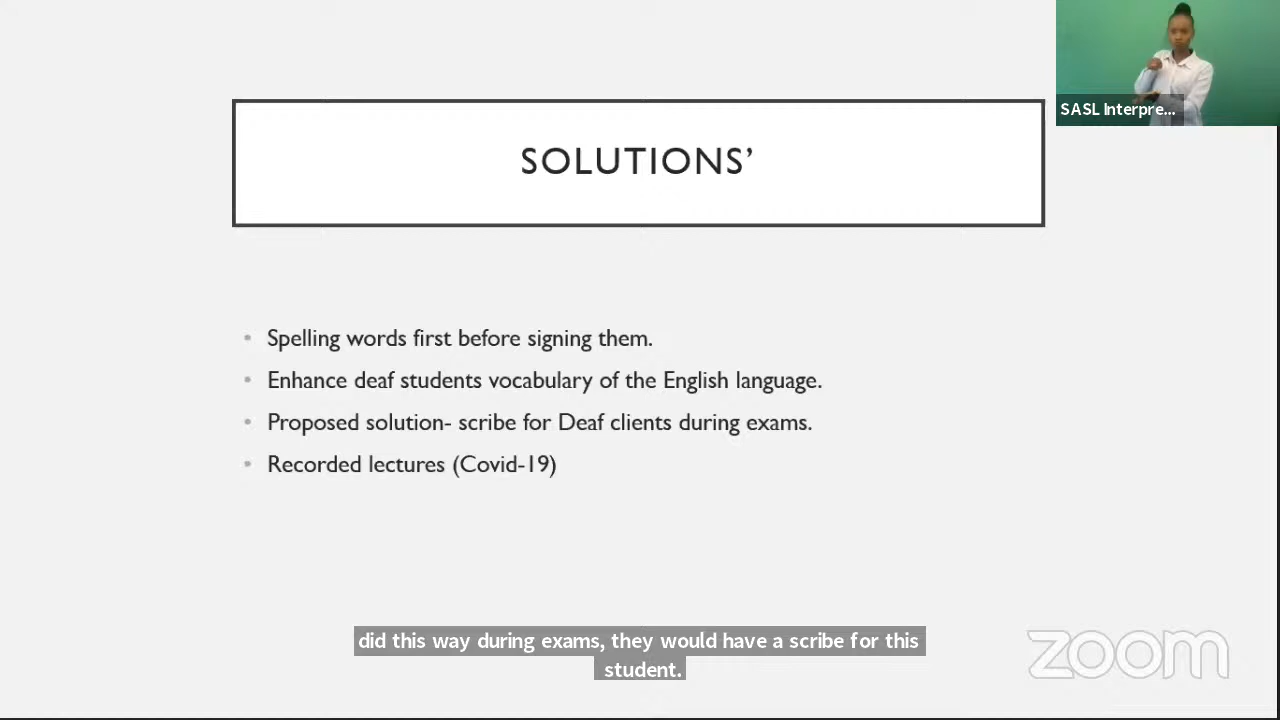 SASL Interpre...
SOLUTIONS’
• Spelling words first before signing them.
• Enhance deaf students vocabulary of the English language.
• Proposed solution- scribe for Deaf clients during exams.
• Recorded lectures (Covid-19)
did this way during exams, they would have a scribe for this
student.
zoom